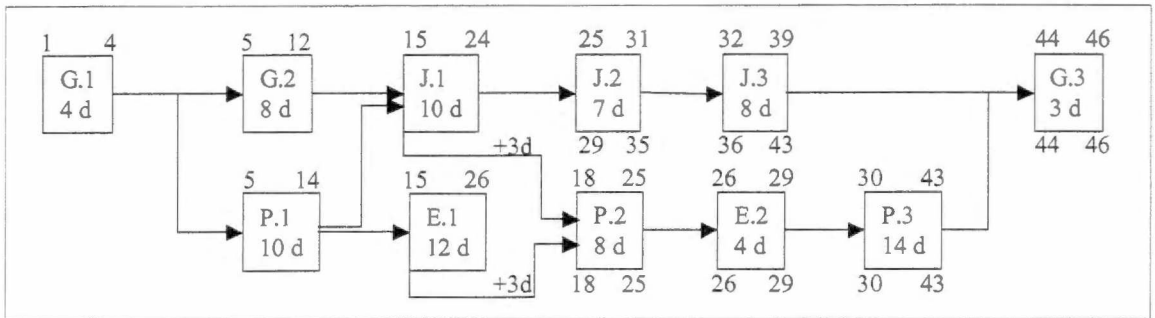 1 4
G.1
4 d
5 12
G.2
8 d
15 24
J.1
10 d
25 31
J.2
7 d
29 35
32 39
J.3
8 d
36 43
44 46
G.3
3 d
44 46
+3d
5 14
P.1
10 d
15 26
E.1
12 d
+3d
18 25
P.2
8 d
18 25
26 29
E.2
4 d
26 29
30 43
P.3
14 d
30 43